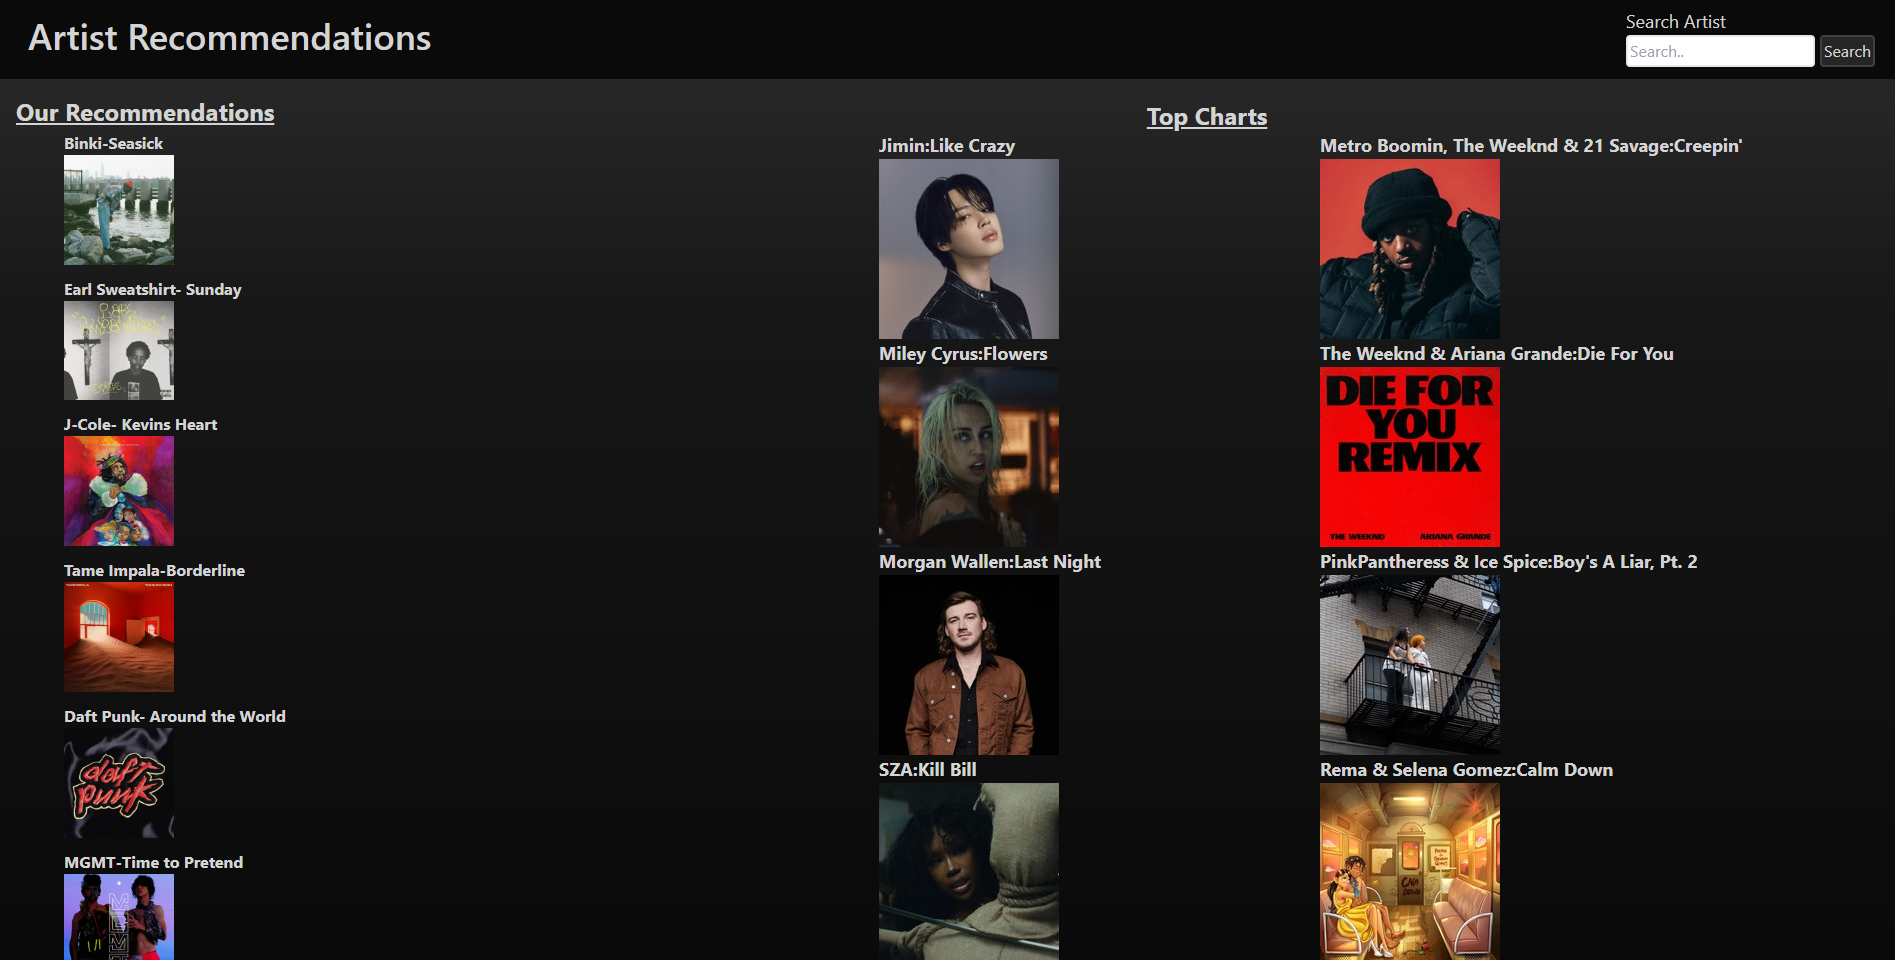 Artist Recommendations
Search Artist
Search..
Search
Our Recommendations
Binki-Seasick
Earl Sweatshirt- Sunday
J-Cole- Kevins Heart
Tame Impala-Borderline
Daft Punk- Around the World
daft
punk
MGMT-Time to Pretend
Top Charts
Jimin:Like Crazy
Miley Cyrus:Flowers
Morgan Wallen:Last Night
SZA:Kill Bill
Metro Boomin, The Weeknd & 21 Savage:Creepin'
The Weeknd & Ariana Grande:Die For You
DIE FOR
YOU
REMIX
THE WEEKND ARIANA GRANDE
PinkPantheress & Ice Spice:Boy's A Liar, Pt. 2
Rema & Selena Gomez:Calm Down
CALM
DOWN